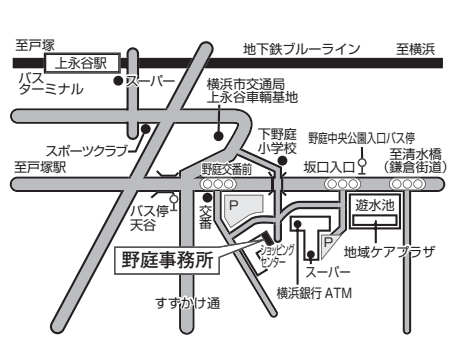 至戸塚
地下鉄ブルーライン
至横浜
上永谷駅
バス
ターミナル
スーパー
横浜市交通局
上永谷車輌基地
スポーツクラブ
下野庭
小学校
野庭中央公園入口バス停
至清水橋
(鎌倉街道)
至戸塚駅
野庭交番前
坂口入口
バス停
天谷
交番
P
遊水池
野庭事務所
ショッピング
センター
P
地域ケアプラザ
スーパー
横浜銀行 ATM
すずかけ通